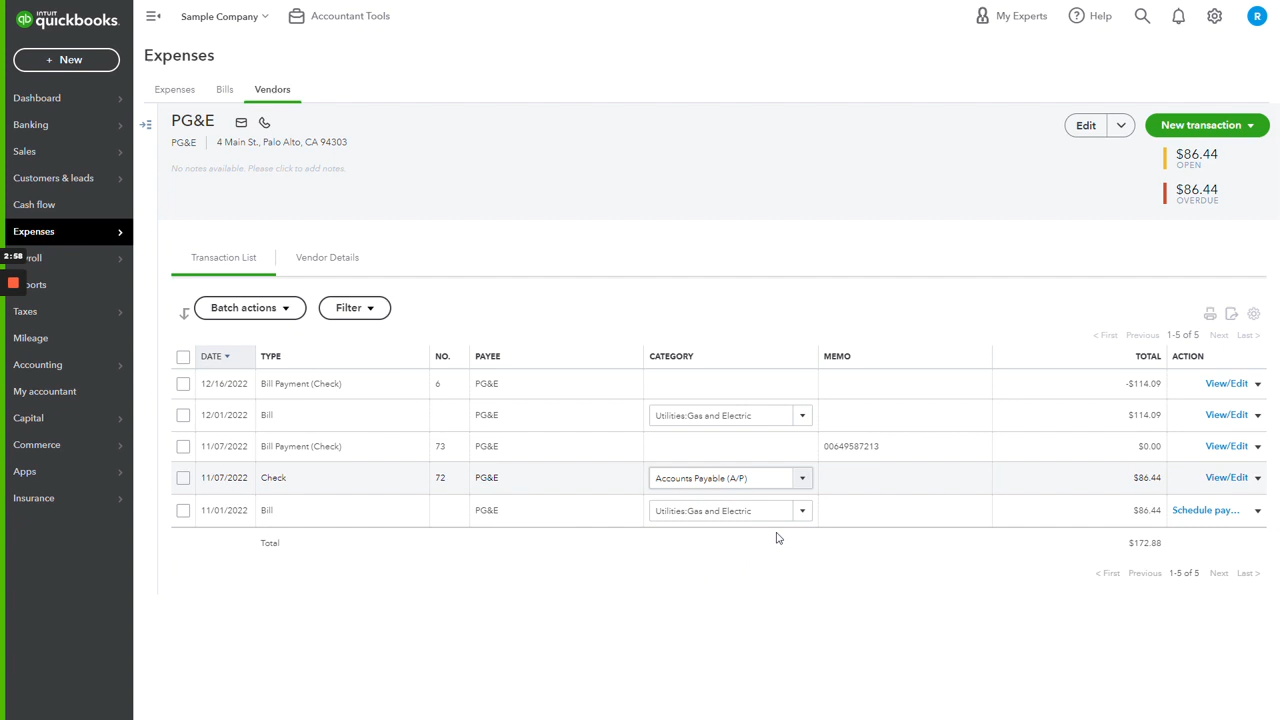 INTUIT
quickbooks.
Sample Company
Accountant Tools
My Experts
Help
R
+ New
Dashboard
Banking
Sales
Customers & leads
Cash flow
Expenses
2:58
roll
orts
Taxes
Mileage
Accounting
My accountant
Capital
Commerce
Apps
Insurance
Expenses
Expenses Bills Vendors
PG&E
PG&E 4 Main St., Palo Alto, CA 94303
No notes available. Please click to add notes.
Edit
New transaction
$86.44
OPEN
$86.44
OVERDUE
Transaction List Vendor Details
Batch actions Filter
< First Previous 1-5 of 5 Next Last >
DATE TYPE NO. PAYEE CATEGORY MEMO TOTAL ACTION
12/16/2022 Bill Payment (Check) 6 PG&E -$114.09 View/Edit
12/01/2022 Bill PG&E Utilities:Gas and Electric $114.09 View/Edit
11/07/2022 Bill Payment (Check) 73 PG&E 00649587213 $0.00 View/Edit
11/07/2022 Check 72 PG&E Accounts Payable (A/P) $86.44 View/Edit
11/01/2022 Bill PG&E Utilities:Gas and Electric $86.44 Schedule pay...
Total $172.88
< First Previous 1-5 of 5 Next Last >